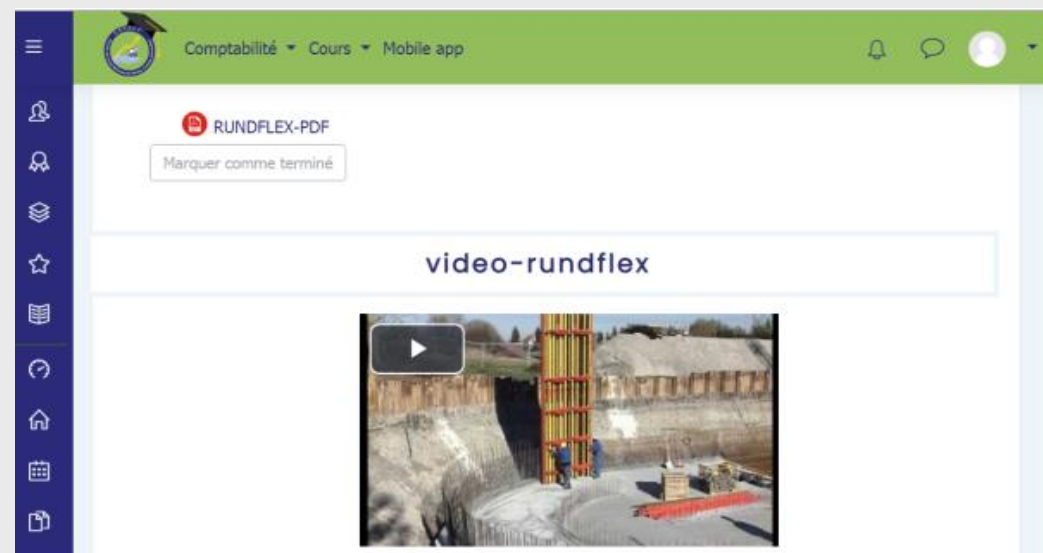 Comptabilité Cours Mobile app
RUNDFLEX-PDF
Marquer comme terminé
video-rundflex